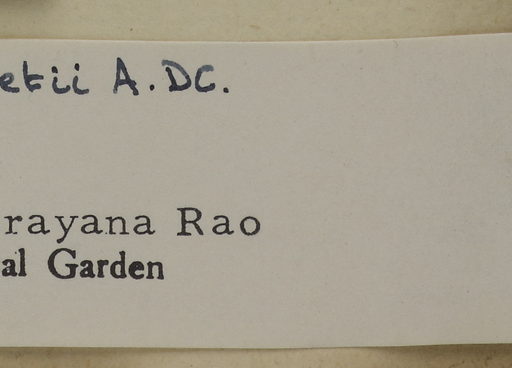 etii A.DC.
rayana Rao
al Garden